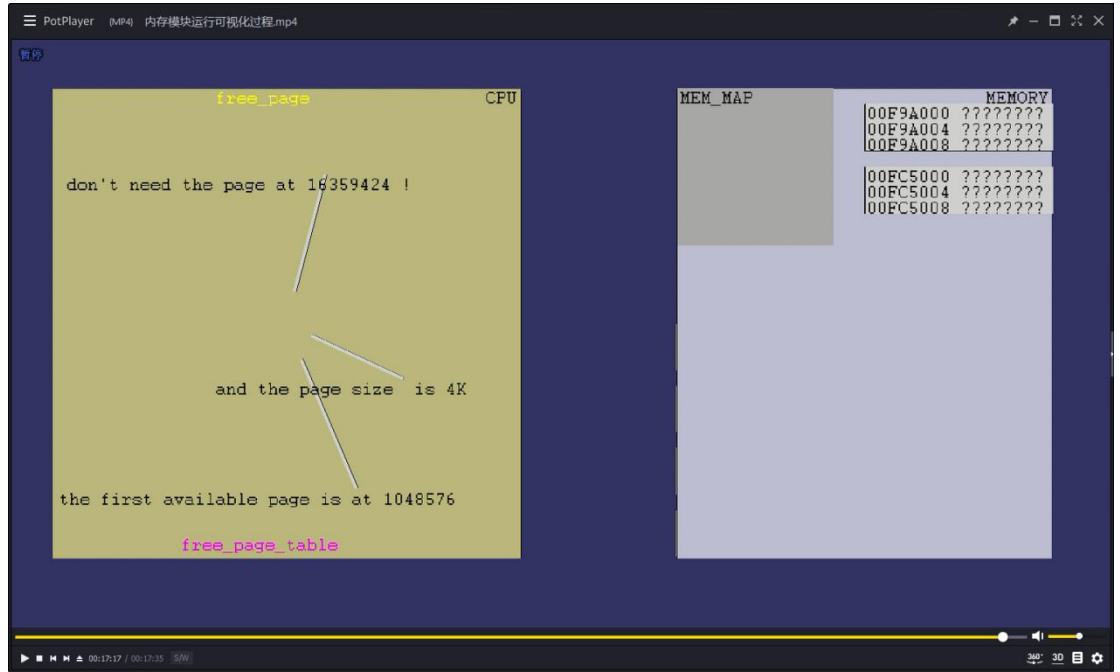 PotPlayer (MP4) 内存模块运行可视化过程.mp4
暂停
free_page CPU
don't need the page at 16359424 !
and the page size is 4K
the first available page is at 1048576
free_page_table
MEM_MAP MEMORY
00F9A000 ????????
00F9A004 ????????
00F9A008 ????????
00FC5000 ????????
00FC5004 ????????
00FC5008 ????????
00:17:17 / 00:17:35 S/W
360° 3D